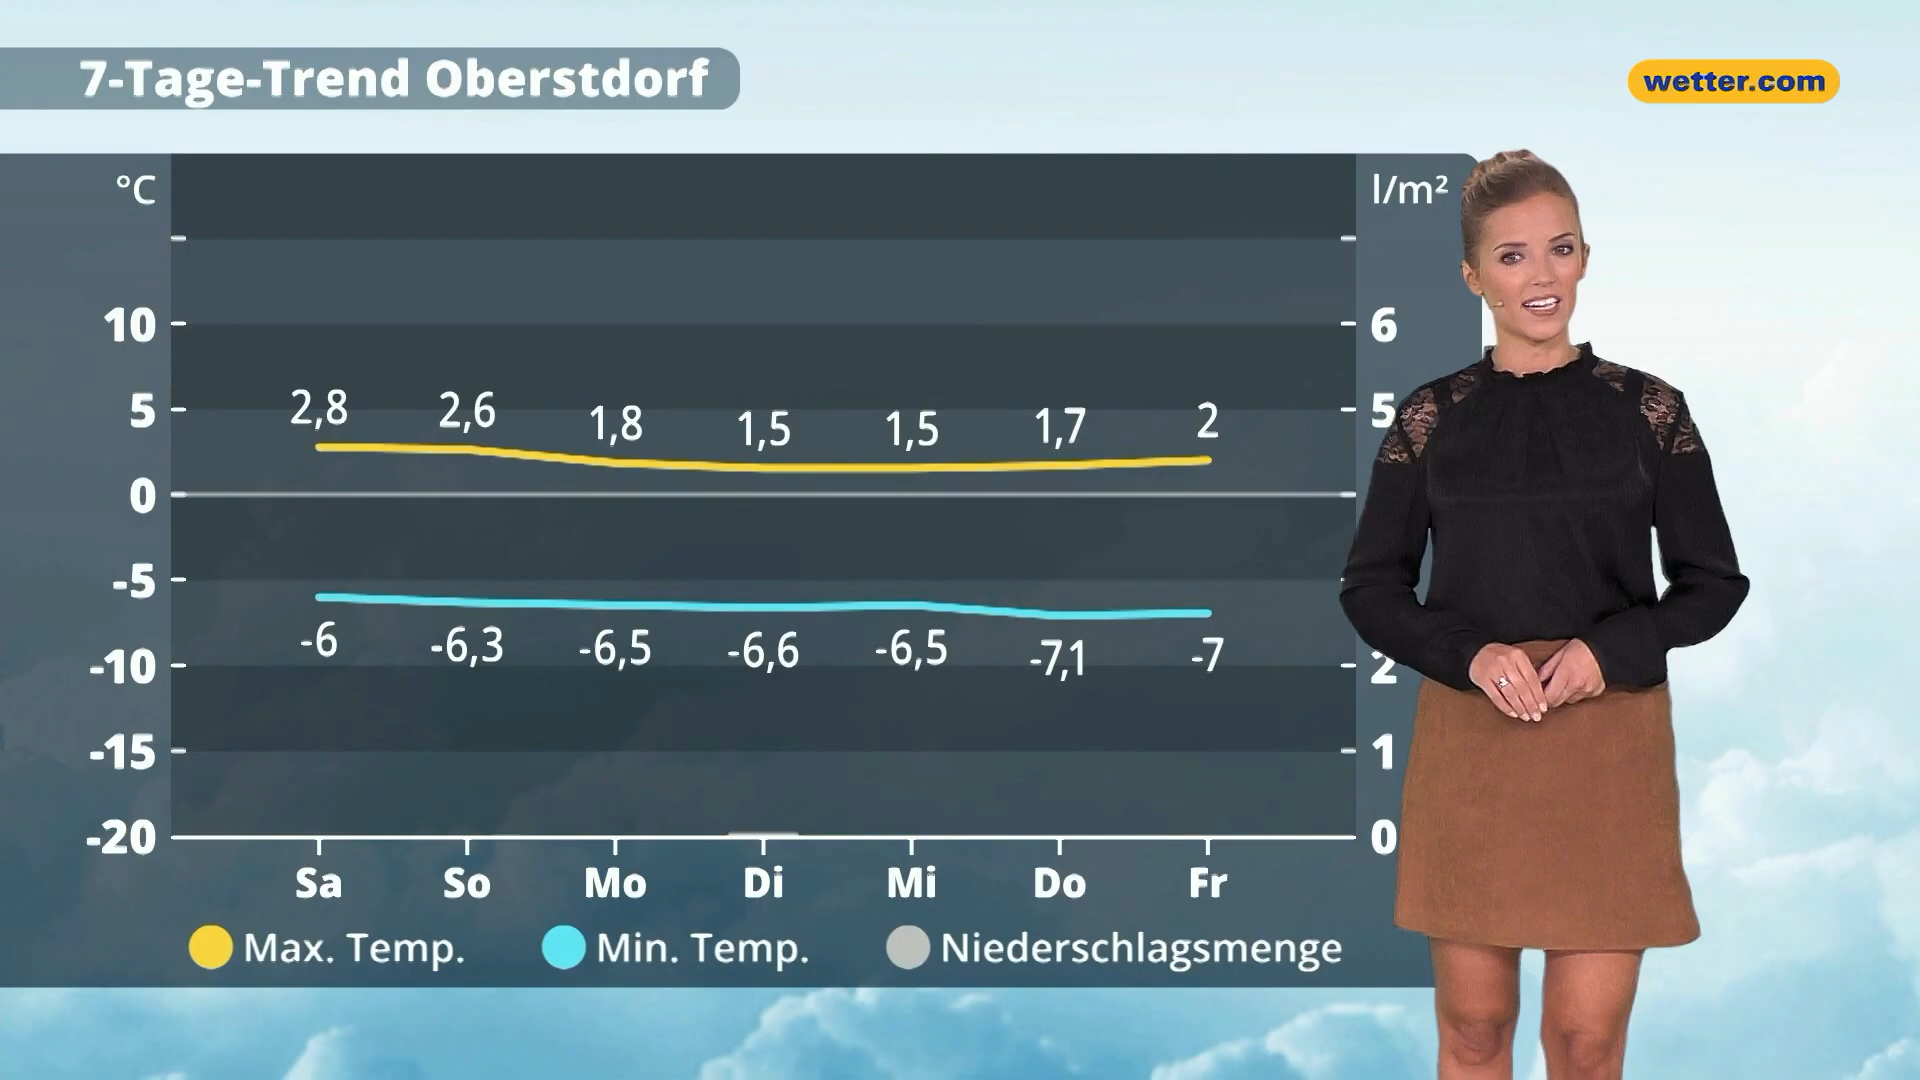 7-Tage-Trend Oberstdorf
wetter.com
°C
l/m²
10
6
5
5
0
-5
-10
2
-15
1
-20
0
2,8 2,6 1,8 1,5 1,5 1,7 2
-6 -6,3 -6,5 -6,6 -6,5 -7,1 -7
Sa So Mo Di Mi Do Fr
Max. Temp. Min. Temp. Niederschlagsmenge